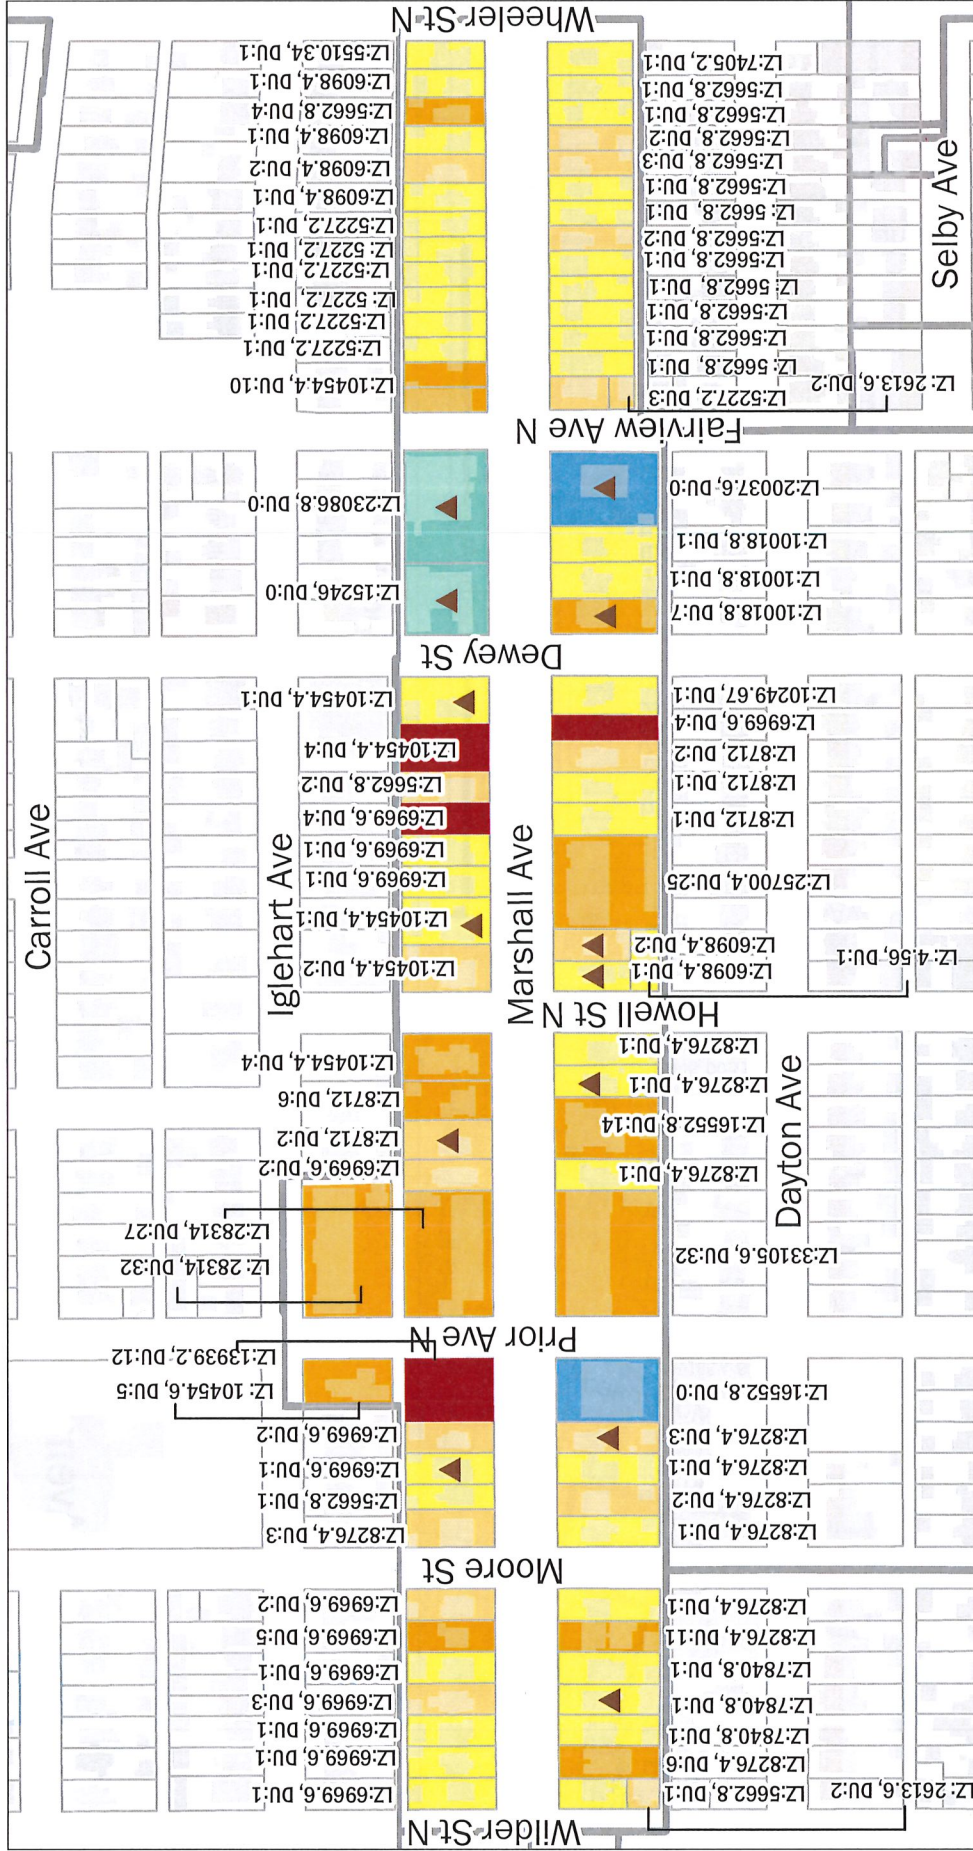 Wilder St N
LZ:2613.6, DU:2
LZ:5662.8, DU:1
LZ:8276.4, DU:6
LZ:7840.8, DU:1
LZ:7840.8, DU:1
LZ:7840.8, DU:1
LZ:8276.4, DU:11
LZ:8276.4, DU:1
LZ:6969.6, DU:1
LZ:6969.6, DU:1
LZ:6969.6, DU:1
LZ:6969.6, DU:3
LZ:6969.6, DU:1
LZ:6969.6, DU:5
LZ:6969.6, DU:2
Moore St
LZ:8276.4, DU:1
LZ:8276.4, DU:2
LZ:8276.4, DU:1
LZ:8276.4, DU:3
LZ:16552.8, DU:0
LZ:8276.4, DU:3
LZ:5662.8, DU:1
LZ:6969.6, DU:1
LZ:6969.6, DU:2
LZ: 10454.6, DU:5
LZ:13939.2, DU:12
Prior Ave N
LZ:33105.6, DU:32
LZ:8276.4, DU:1
LZ:16552.8, DU:14
LZ:8276.4, DU:1
LZ:8276.4, DU:1
LZ: 28314, DU:32
LZ:28314, DU:27
LZ:6969.6, DU:2
LZ:8712, DU:2
LZ:8712, DU:6
LZ:10454.4, DU:4
Dayton Ave
Howell St N
LZ: 4.56, DU:1
LZ:6098.4, DU:1
LZ:6098.4, DU:2
LZ:25700.4, DU:25
LZ:8712, DU:1
LZ:8712, DU:1
LZ:8712, DU:2
LZ:6969.6, DU:4
LZ:10249.67, DU:1
Marshall Ave
LZ:10454.4, DU:2
LZ:10454.4, DU:1
LZ:6969.6, DU:1
LZ:6969.6, DU:1
LZ:6969.6, DU:4
LZ:5662.8, DU:2
LZ:10454.4, DU:4
LZ:10454.4, DU:1
Iglehart Ave
Carroll Ave
Dewey St
LZ:10018.8, DU:7
LZ:10018.8, DU:1
LZ:10018.8, DU:1
LZ:20037.6, DU:0
LZ:15246, DU:0
LZ:23086.8, DU:0
Fairview Ave N
LZ: 2613.6, DU:2
LZ:5227.2, DU:3
LZ: 5662.8, DU:1
LZ:5662.8, DU:1
LZ:5662.8, DU:1
LZ: 5662.8, DU:1
LZ:5662.8, DU:1
LZ:5662.8, DU:2
LZ: 5662.8, DU:1
LZ:5662.8, DU:1
LZ:5662.8, DU:3
LZ:5662.8, DU:2
LZ:5662.8, DU:1
LZ:5662.8, DU:1
LZ:7405.2, DU:1
Selby Ave
LZ:10454.4, DU:10
LZ:5227.2, DU:1
LZ:5227.2, DU:1
LZ: 5227.2, DU:1
LZ:5227.2, DU:1
LZ: 5227.2, DU:1
LZ:5227.2, DU:1
LZ:6098.4, DU:1
LZ:6098.4, DU:2
LZ:6098.4, DU:1
LZ:5662.8, DU:4
LZ:6098.4, DU:1
LZ:5510.34, DU:1
Wheeler St N